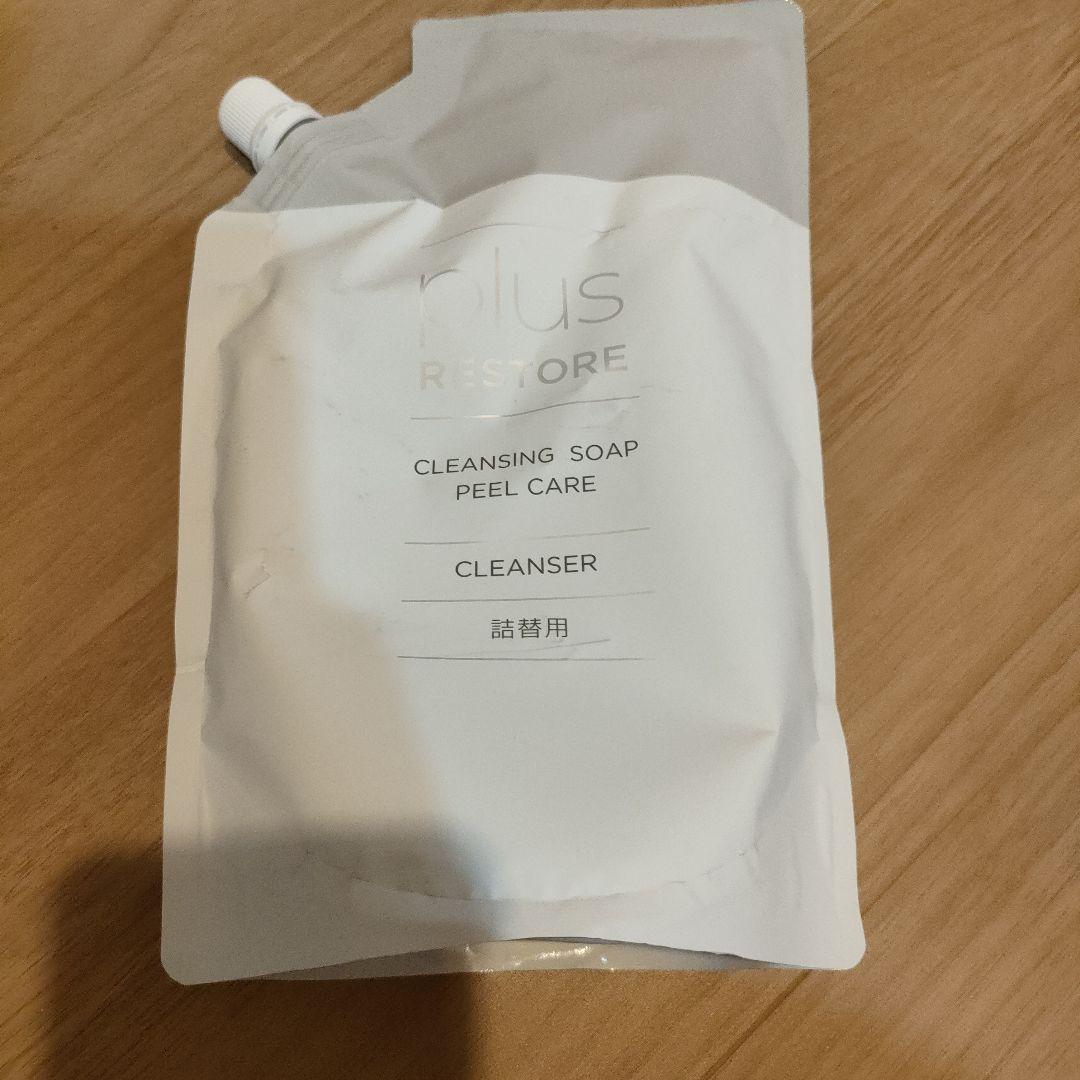 plus
RESTORE
CLEANSING SOAP
PEEL CARE
CLEANSER
詰替用